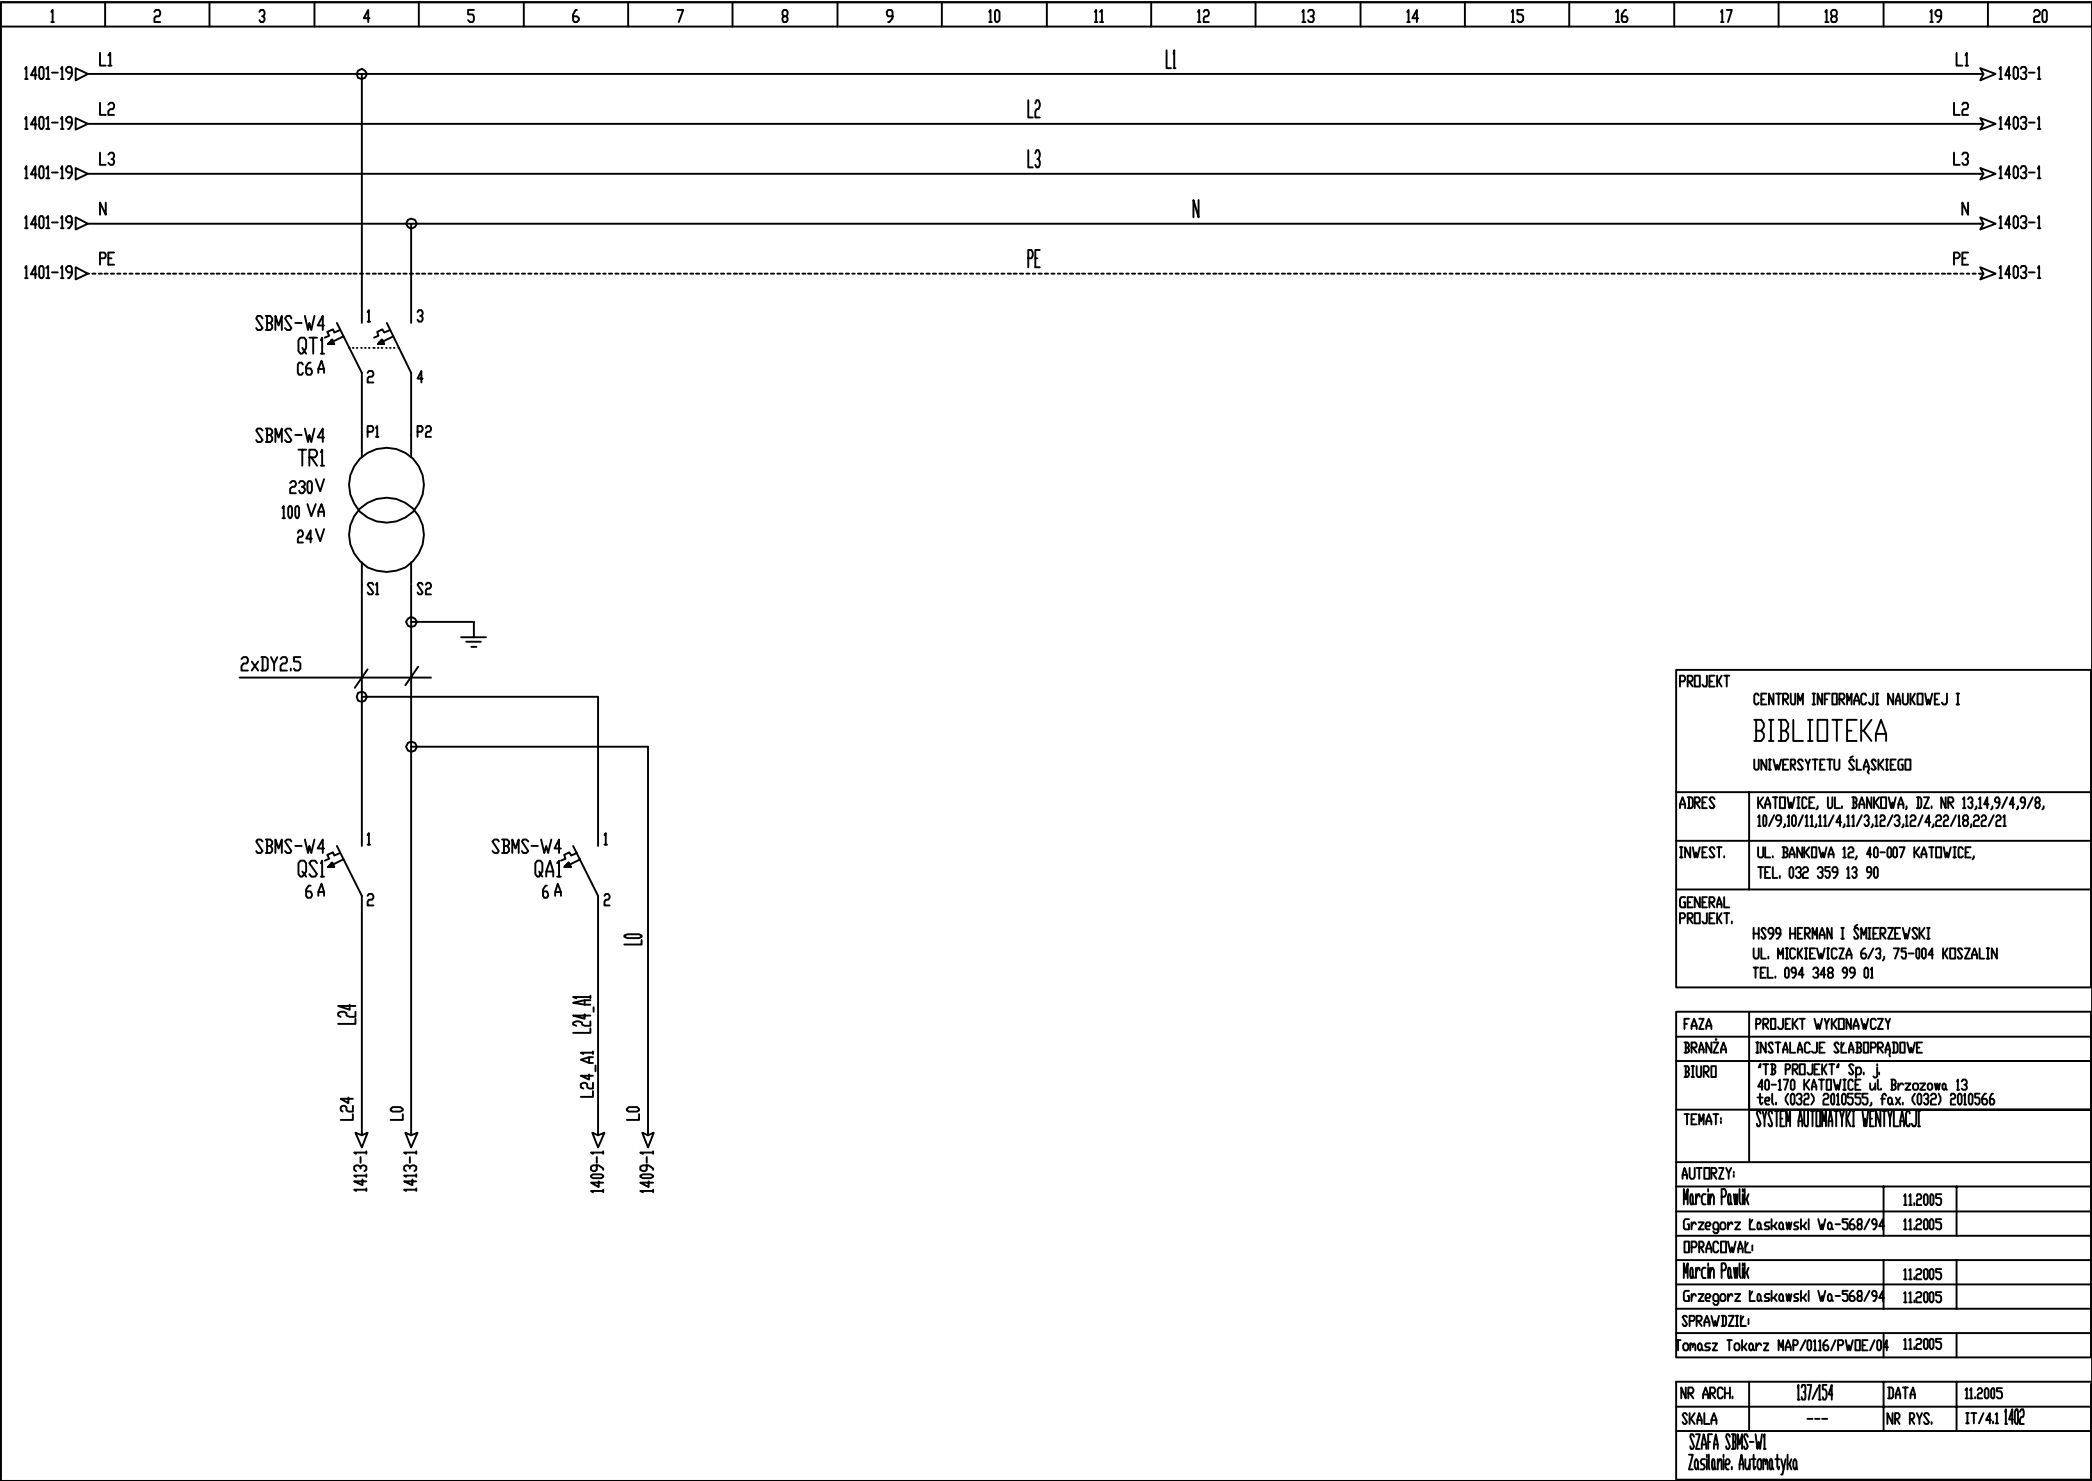 1 2 3 4 5 6 7 8 9 10 11 12 13 14 15 16 17 18 19 20
L1 L1 L1
1401-19 1403-1
L2 L2 L2
1401-19 1403-1
L3 L3 L3
1401-19 1403-1
N N N
1401-19 1403-1
PE PE PE
1401-19 1403-1
SBMS-W4 1 3
QT1
C6 A 2 4
SBMS-W4 P1 P2
TR1
230V
100 VA
24V
S1 S2
2xDY2.5
SBMS-W4 1
QS1
6 A 2
SBMS-W4 1
QA1
6 A 2
L0
L24
L24_A1
L24_A1
L24
L0
L0
1413-1
1413-1
1409-1
1409-1
PROJEKT
CENTRUM INFORMACJI NAUKOWEJ I
BIBLIOTEKA
UNIWERSYTETU ŚLĄSKIEGO
ADRES KATOWICE, UL. BANKOWA, DZ. NR 13,14,9/4,9/8,
10/9,10/11,11/4,11/3,12/3,12/4,22/18,22/21
INWEST. UL. BANKOWA 12, 40-007 KATOWICE,
TEL. 032 359 13 90
GENERAL
PROJEKT.
HS99 HERMAN I ŚMIERZEWSKI
UL. MICKIEWICZA 6/3, 75-004 KOSZALIN
TEL. 094 348 99 01
FAZA PROJEKT WYKONAWCZY
BRANŻA INSTALACJE SŁABOPRĄDOWE
BIURO "TB PROJEKT" Sp. j.
40-170 KATOWICE ul. Brzozowa 13
tel. (032) 2010555, fax. (032) 2010566
TEMAT: SYSTEM AUTOMATYKI WENTYLACJI
AUTORZY:
Marcin Pawlik 11.2005
Grzegorz Łaskawski Wa-568/94 11.2005
OPRACOWAŁ:
Marcin Pawlik 11.2005
Grzegorz Łaskawski Wa-568/94 11.2005
SPRAWDZIŁ:
Tomasz Tokarz MAP/0116/PWOE/04 11.2005
NR ARCH. 137/154 DATA 11.2005
SKALA --- NR RYS. IT/4.1 1402
SZAFA SBMS-W1
Zasilanie. Automatyka